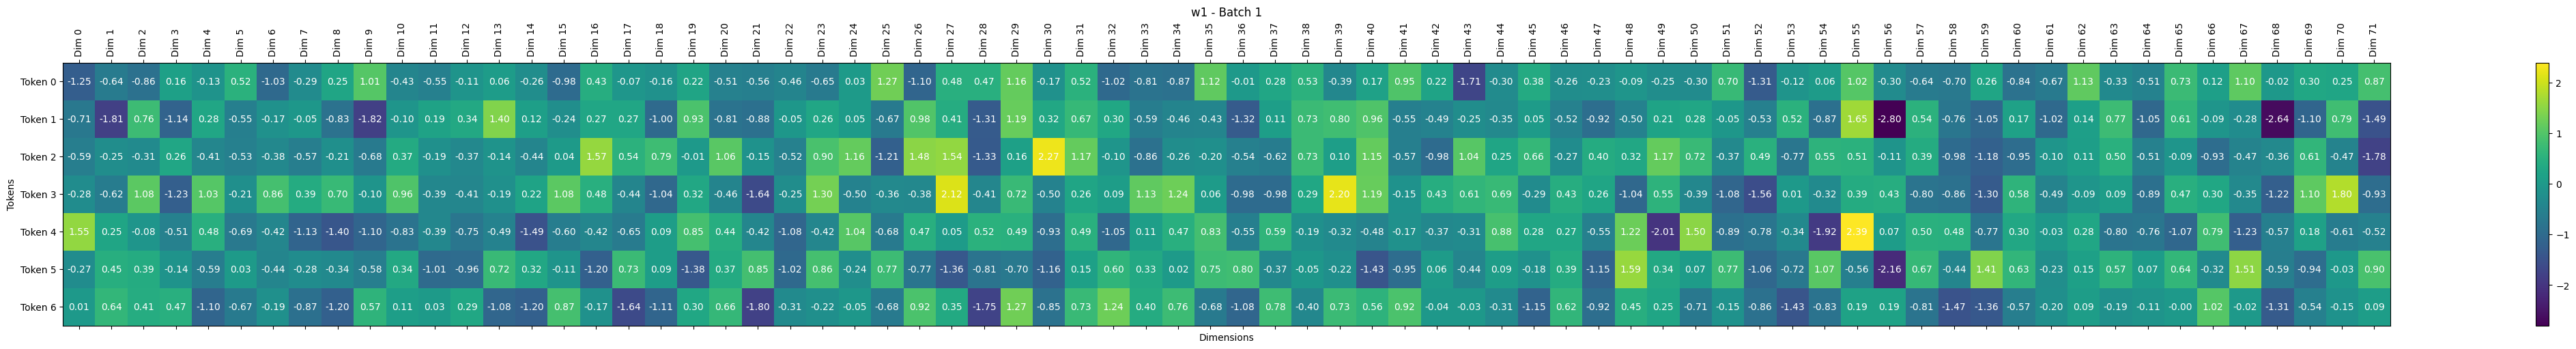 w1 - Batch 1
Dim 0 Dim 1 Dim 2 Dim 3 Dim 4 Dim 5 Dim 6 Dim 7 Dim 8 Dim 9 Dim 10 Dim 11 Dim 12 Dim 13 Dim 14 Dim 15 Dim 16 Dim 17 Dim 18 Dim 19 Dim 20 Dim 21 Dim 22 Dim 23 Dim 24 Dim 25 Dim 26 Dim 27 Dim 28 Dim 29 Dim 30 Dim 31 Dim 32 Dim 33 Dim 34 Dim 35 Dim 36 Dim 37 Dim 38 Dim 39 Dim 40 Dim 41 Dim 42 Dim 43 Dim 44 Dim 45 Dim 46 Dim 47 Dim 48 Dim 49 Dim 50 Dim 51 Dim 52 Dim 53 Dim 54 Dim 55 Dim 56 Dim 57 Dim 58 Dim 59 Dim 60 Dim 61 Dim 62 Dim 63 Dim 64 Dim 65 Dim 66 Dim 67 Dim 68 Dim 69 Dim 70 Dim 71
Token 0 -1.25 -0.64 -0.86 0.16 -0.13 0.52 -1.03 -0.29 0.25 1.01 -0.43 -0.55 -0.11 0.06 -0.26 -0.98 0.43 -0.07 -0.16 0.22 -0.51 -0.56 -0.46 -0.65 0.03 1.27 -1.10 0.48 0.47 1.16 -0.17 0.52 -1.02 -0.81 -0.87 1.12 -0.01 0.28 0.53 -0.39 0.17 0.95 0.22 -1.71 -0.30 0.38 -0.26 -0.23 -0.09 -0.25 -0.30 0.70 -1.31 -0.12 0.06 1.02 -0.30 -0.64 -0.70 0.26 -0.84 -0.67 1.13 -0.33 -0.51 0.73 0.12 1.10 -0.02 0.30 0.25 0.87
Token 1 -0.71 -1.81 0.76 -1.14 0.28 -0.55 -0.17 -0.05 -0.83 -1.82 -0.10 0.19 0.34 1.40 0.12 -0.24 0.27 0.27 -1.00 0.93 -0.81 -0.88 -0.05 0.26 0.05 -0.67 0.98 0.41 -1.31 1.19 0.32 0.67 0.30 -0.59 -0.46 -0.43 -1.32 0.11 0.73 0.80 0.96 -0.55 -0.49 -0.25 -0.35 0.05 -0.52 -0.92 -0.50 0.21 0.28 -0.05 -0.53 0.52 -0.87 1.65 -2.80 0.54 -0.76 -1.05 0.17 -1.02 0.14 0.77 -1.05 0.61 -0.09 -0.28 -2.64 -1.10 0.79 -1.49
Token 2 -0.59 -0.25 -0.31 0.26 -0.41 -0.53 -0.38 -0.57 -0.21 -0.68 0.37 -0.19 -0.37 -0.14 -0.44 0.04 1.57 0.54 0.79 -0.01 1.06 -0.15 -0.52 0.90 1.16 -1.21 1.48 1.54 -1.33 0.16 2.27 1.17 -0.10 -0.86 -0.26 -0.20 -0.54 -0.62 0.73 0.10 1.15 -0.57 -0.98 1.04 0.25 0.66 -0.27 0.40 0.32 1.17 0.72 -0.37 0.49 -0.77 0.55 0.51 -0.11 0.39 -0.98 -1.18 -0.95 -0.10 0.11 0.50 -0.51 -0.09 -0.93 -0.47 -0.36 0.61 -0.47 -1.78
Token 3 -0.28 -0.62 1.08 -1.23 1.03 -0.21 0.86 0.39 0.70 -0.10 0.96 -0.39 -0.41 -0.19 0.22 1.08 0.48 -0.44 -1.04 0.32 -0.46 -1.64 -0.25 1.30 -0.50 -0.36 -0.38 2.12 -0.41 0.72 -0.50 0.26 0.09 1.13 1.24 0.06 -0.98 -0.98 0.29 2.20 1.19 -0.15 0.43 0.61 0.69 -0.29 0.43 0.26 -1.04 0.55 -0.39 -1.08 -1.56 0.01 -0.32 0.39 0.43 -0.80 -0.86 -1.30 0.58 -0.49 -0.09 0.09 -0.89 0.47 0.30 -0.35 -1.22 1.10 1.80 -0.93
Tokens
Token 4 1.55 0.25 -0.08 -0.51 0.48 -0.69 -0.42 -1.13 -1.40 -1.10 -0.83 -0.39 -0.75 -0.49 -1.49 -0.60 -0.42 -0.65 0.09 0.85 0.44 -0.42 -1.08 -0.42 1.04 -0.68 0.47 0.05 0.52 0.49 -0.93 0.49 -1.05 0.11 0.47 0.83 -0.55 0.59 -0.19 -0.32 -0.48 -0.17 -0.37 -0.31 0.88 0.28 0.27 -0.55 1.22 -2.01 1.50 -0.89 -0.78 -0.34 -1.92 2.39 0.07 0.50 0.48 -0.77 0.30 -0.03 0.28 -0.80 -0.76 -1.07 0.79 -1.23 -0.57 0.18 -0.61 -0.52
Token 5 -0.27 0.45 0.39 -0.14 -0.59 0.03 -0.44 -0.28 -0.34 -0.58 0.34 -1.01 -0.96 0.72 0.32 -0.11 -1.20 0.73 0.09 -1.38 0.37 0.85 -1.02 0.86 -0.24 0.77 -0.77 -1.36 -0.81 -0.70 -1.16 0.15 0.60 0.33 0.02 0.75 0.80 -0.37 -0.05 -0.22 -1.43 -0.95 0.06 -0.44 0.09 -0.18 0.39 -1.15 1.59 0.34 0.07 0.77 -1.06 -0.72 1.07 -0.56 -2.16 0.67 -0.44 1.41 0.63 -0.23 0.15 0.57 0.07 0.64 -0.32 1.51 -0.59 -0.94 -0.03 0.90
Token 6 0.01 0.64 0.41 0.47 -1.10 -0.67 -0.19 -0.87 -1.20 0.57 0.11 0.03 0.29 -1.08 -1.20 0.87 -0.17 -1.64 -1.11 0.30 0.66 -1.80 -0.31 -0.22 -0.05 -0.68 0.92 0.35 -1.75 1.27 -0.85 0.73 1.24 0.40 0.76 -0.68 -1.08 0.78 -0.40 0.73 0.56 0.92 -0.04 -0.03 -0.31 -1.15 0.62 -0.92 0.45 0.25 -0.71 -0.15 -0.86 -1.43 -0.83 0.19 0.19 -0.81 -1.47 -1.36 -0.57 -0.20 0.09 -0.19 -0.11 -0.00 1.02 -0.02 -1.31 -0.54 -0.15 0.09
Dimensions
2
1
0
−1
−2